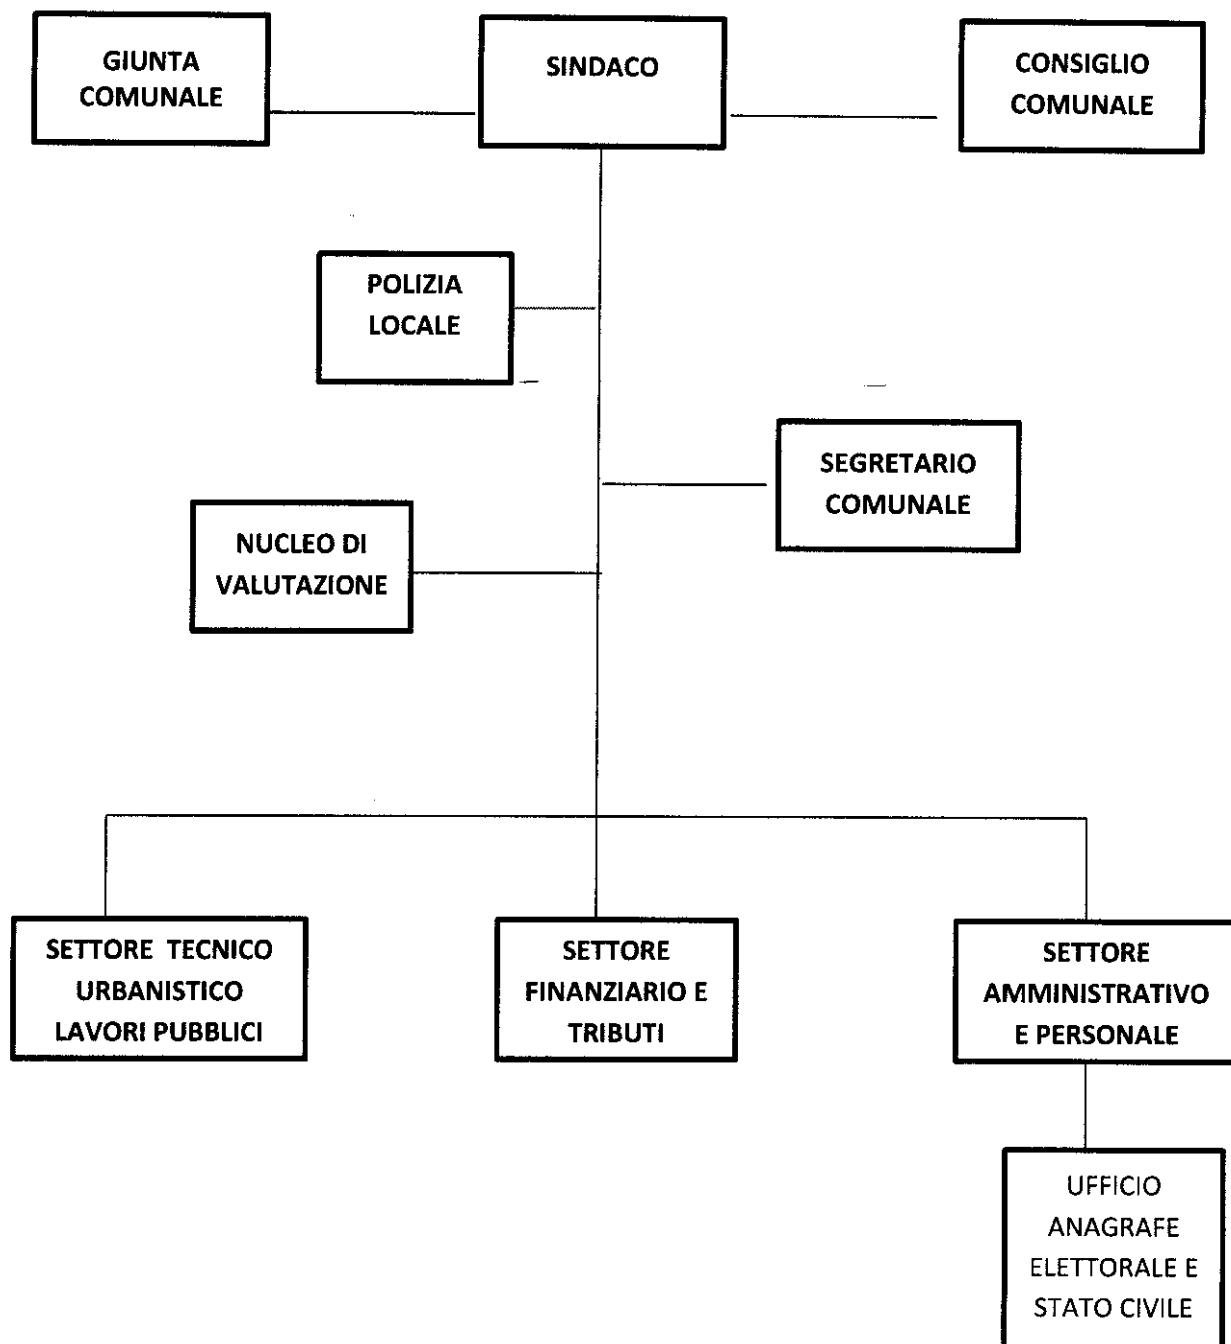 GIUNTA
COMUNALE
SINDACO
CONSIGLIO
COMUNALE
POLIZIA
LOCALE
SEGRETARIO
COMUNALE
NUCLEO DI
VALUTAZIONE
SETTORE TECNICO
URBANISTICO
LAVORI PUBBLICI
SETTORE
FINANZIARIO E
TRIBUTI
SETTORE
AMMINISTRATIVO
E PERSONALE
UFFICIO
ANAGRAFE
ELETTORALE E
STATO CIVILE